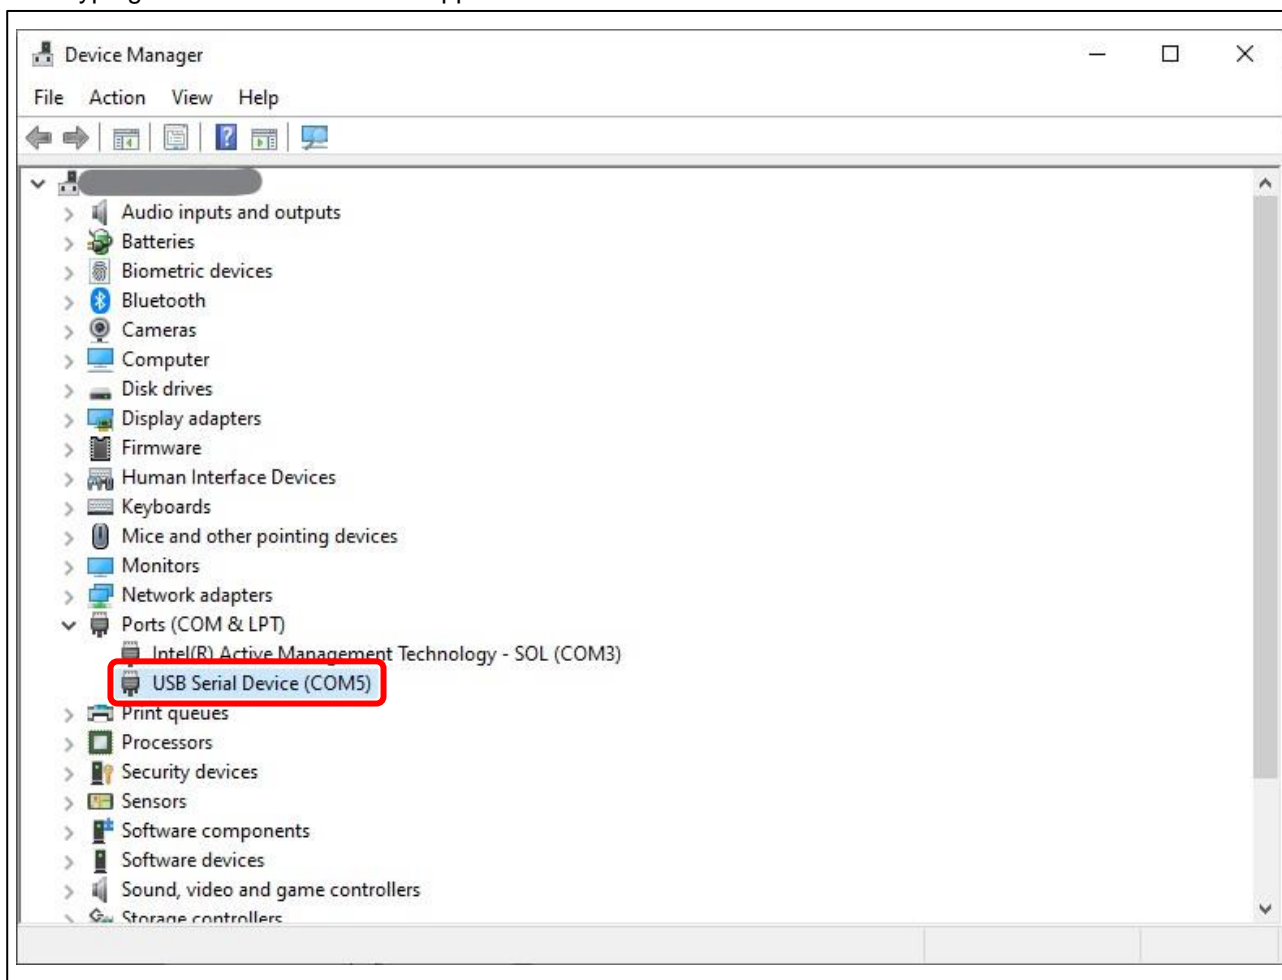 Device Manager
File Action View Help
Audio inputs and outputs
Batteries
Biometric devices
Bluetooth
Cameras
Computer
Disk drives
Display adapters
Firmware
Human Interface Devices
Keyboards
Mice and other pointing devices
Monitors
Network adapters
Ports (COM & LPT)
Intel(R) Active Management Technology - SOL (COM3)
USB Serial Device (COM5)
Print queues
Processors
Security devices
Sensors
Software components
Software devices
Sound, video and game controllers
Storage controllers